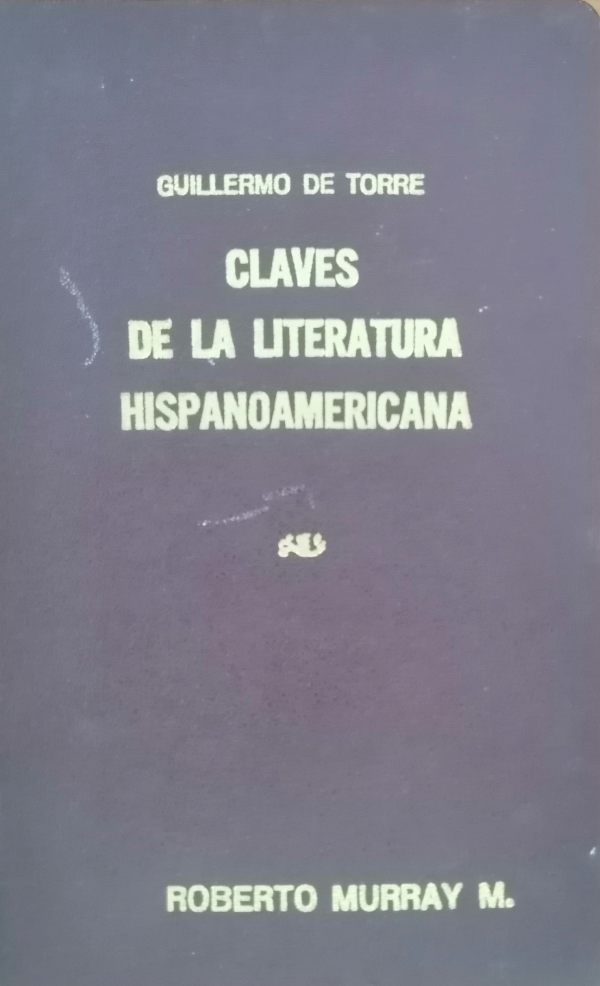 GUILLERMO DE TORRE
CLAVES
DE LA LITERATURA
HISPANOAMERICANA
ROBERTO MURRAY M.